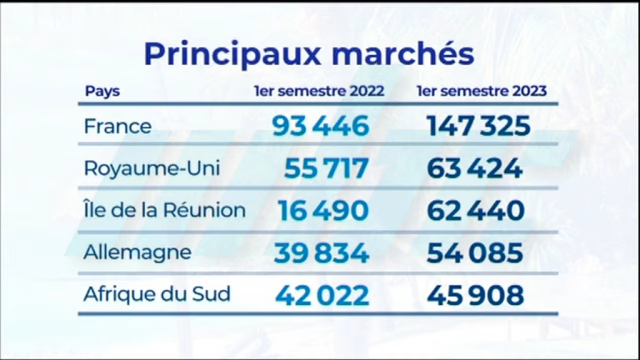 Principaux marchés
Pays 1er semestre 2022 1er semestre 2023
France 93 446 147 325
Royaume-Uni 55 717 63 424
Île de la Réunion 16 490 62 440
Allemagne 39 834 54 085
Afrique du Sud 42 022 45 908